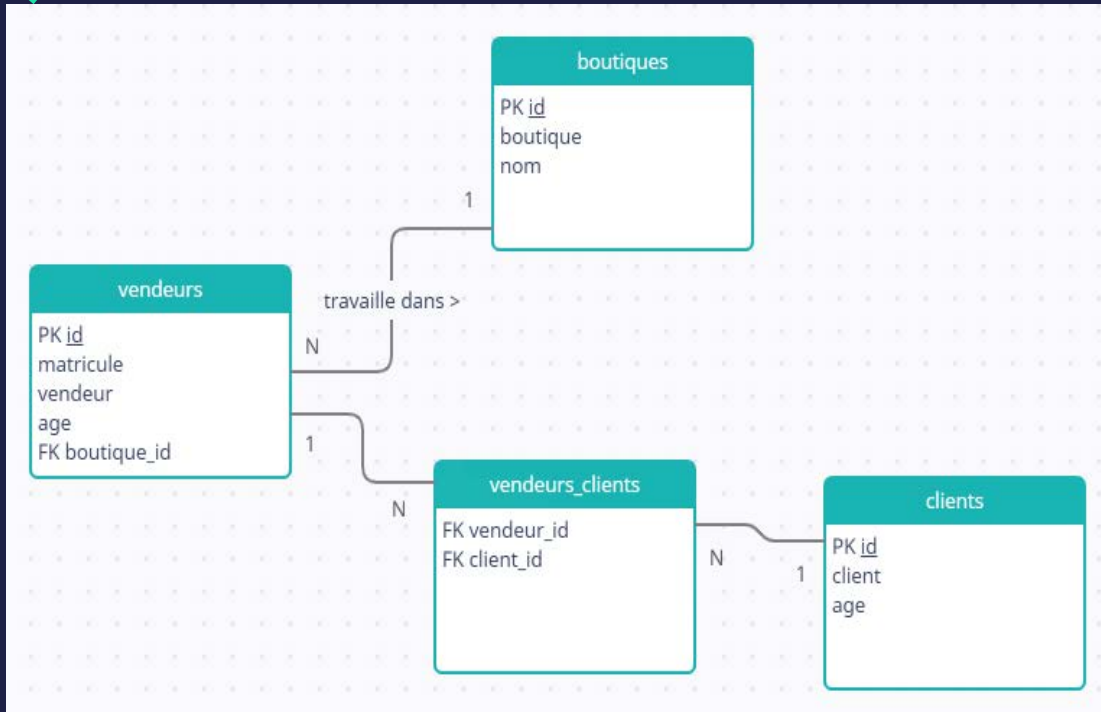 boutiques
PK id
boutique
nom
1
travaille dans >
N
vendeurs
PK id
matricule
vendeur
age
FK boutique_id
1
N
vendeurs_clients
FK vendeur_id
FK client_id
N
1
clients
PK id
client
age